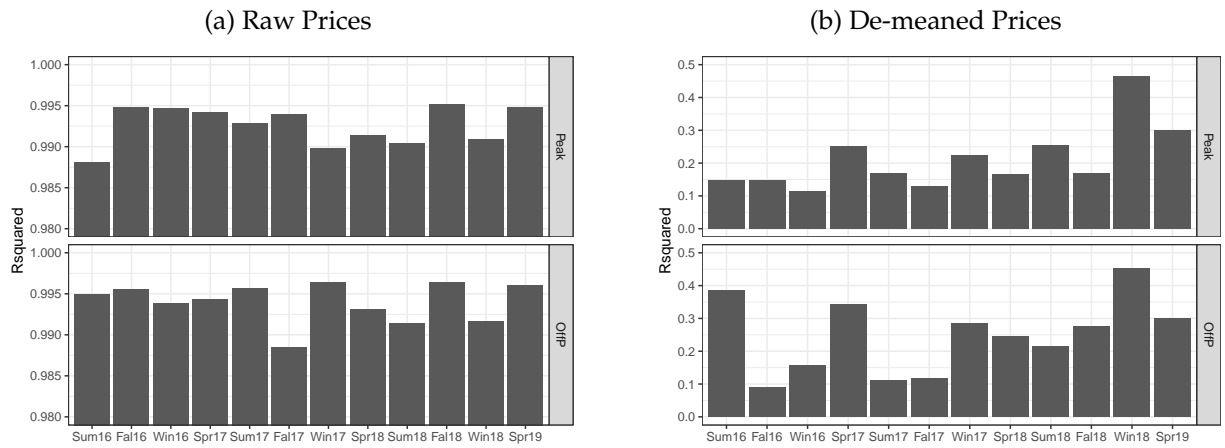 (a) Raw Prices
1.000
0.995
0.990
0.985
0.980
Peak
1.000
0.995
0.990
0.985
0.980
OffP
Rsquared
Sum16 Fal16 Win16 Spr17 Sum17 Fal17 Win17 Spr18 Sum18 Fal18 Win18 Spr19
(b) De-meaned Prices
0.5
0.4
0.3
0.2
0.1
0.0
Peak
0.5
0.4
0.3
0.2
0.1
0.0
OffP
Rsquared
Sum16 Fal16 Win16 Spr17 Sum17 Fal17 Win17 Spr18 Sum18 Fal18 Win18 Spr19